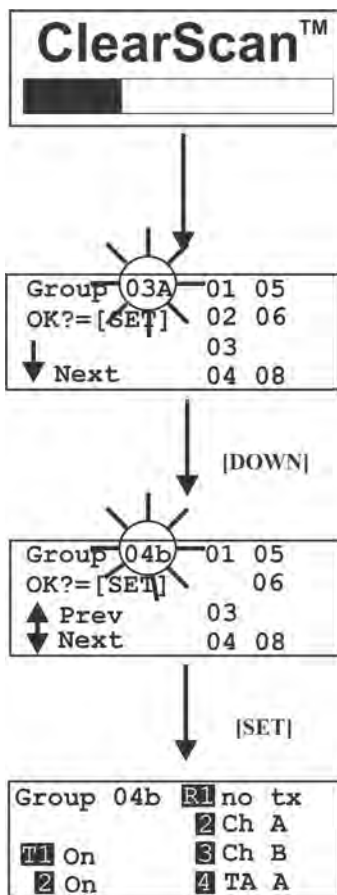 ClearScan™
Group 03A 01 05
OK?=[SET] 02 06
03
Next 04 08
[DOWN]
Group 04b 01 05
OK?=[SET] 06
Prev 03
Next 04 08
[SET]
Group 04b R1 no tx
2 Ch A
T1 On 3 Ch B
2 On 4 TA A